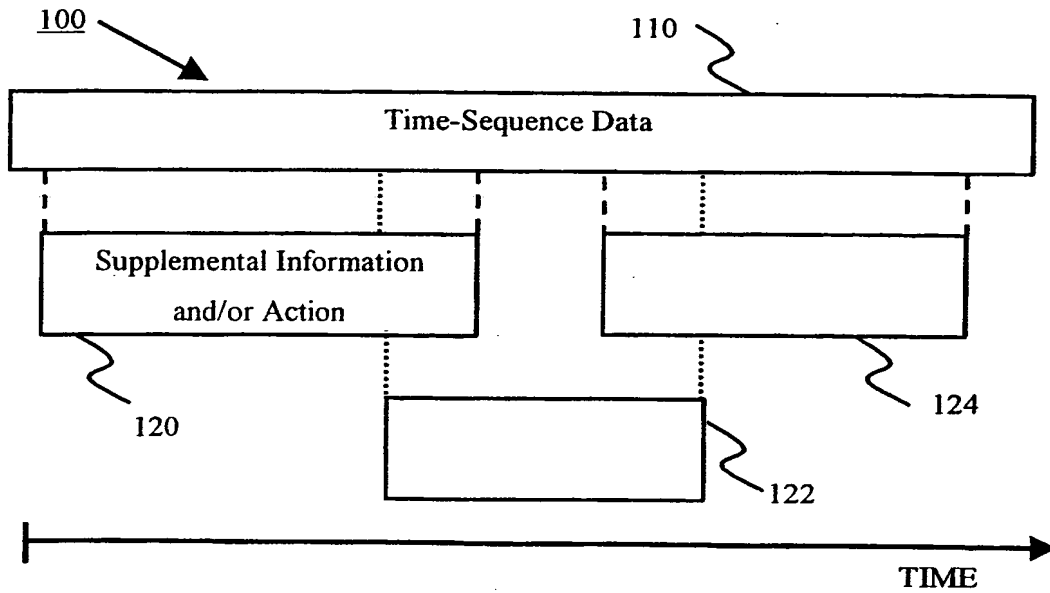 100
110
Time-Sequence Data
Supplemental Information
and/or Action
120
124
122
TIME